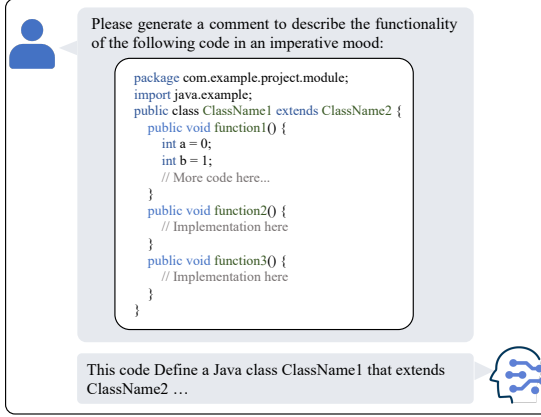 Please generate a comment to describe the functionality
of the following code in an imperative mood:
package com.example.project.module;
import java.example;
public class ClassName1 extends ClassName2 {
public void function1() {
int a = 0;
int b = 1;
// More code here...
}
public void function2() {
// Implementation here
}
public void function3() {
// Implementation here
}
}
This code Define a Java class ClassName1 that extends
ClassName2 …